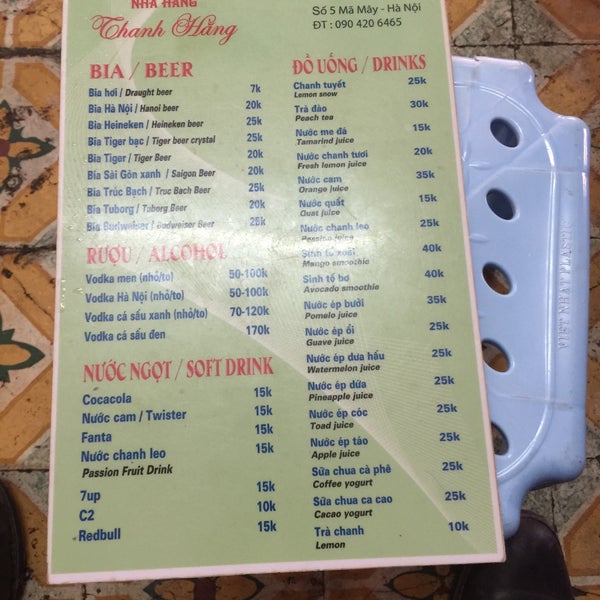 NHÀ HÀNG
Thanh Hằng
Số 5 Mã Mây - Hà Nội
ĐT : 090 420 6465
BIA / BEER
Bia hơi / Draught beer 7k
Bia Hà Nội / Hanoi beer 20k
Bia Heineken / Heineken beer 25k
Bia Tiger bạc / Tiger beer crystal 25k
Bia Tiger / Tiger Beer 20k
Bia Sài Gòn xanh / Saigon Beer 20k
Bia Trúc Bạch / Truc Bach Beer 25k
Bia Tuborg / Tuborg Beer 20k
Bia Budwaiser / Budweiser Beer 25k
RƯỢU / ALCOHOL
Vodka men (nhỏ/to) 50-100k
Vodka Hà Nội (nhỏ/to) 50-100k
Vodka cá sấu xanh (nhỏ/to) 70-120k
Vodka cá sấu đen 170k
NƯỚC NGỌT / SOFT DRINK
Cocacola 15k
Nước cam / Twister 15k
Fanta 15k
Nước chanh leo 15k
Passion Fruit Drink
7up 15k
C2 10k
Redbull 15k
ĐỒ UỐNG / DRINKS
Chanh tuyết 25k
Lemon snow
Trà đào 30k
Peach tea
Nước me đá 15k
Tamarind juice
Nước chanh tươi 20k
Fresh lemon juice
Nước cam 35k
Orange juice
Nước quất 15k
Quat juice
Nước chanh leo 25k
Passion juice
Sinh tố xoài 40k
Mango smoothie
Sinh tố bơ 40k
Avocado smoothie
Nước ép bưởi 35k
Pomelo juice
Nước ép ổi 25k
Guave juice
Nước ép dưa hấu 25k
Watermelon juice
Nước ép dứa 25k
Pineapple juice
Nước ép cóc 25k
Toad juice
Nước ép táo 25k
Apple juice
Sữa chua cà phê 25k
Coffee yogurt
Sữa chua ca cao 25k
Cacao yogurt
Trà chanh 10k
Lemon
VIET NHAT PLASTIC